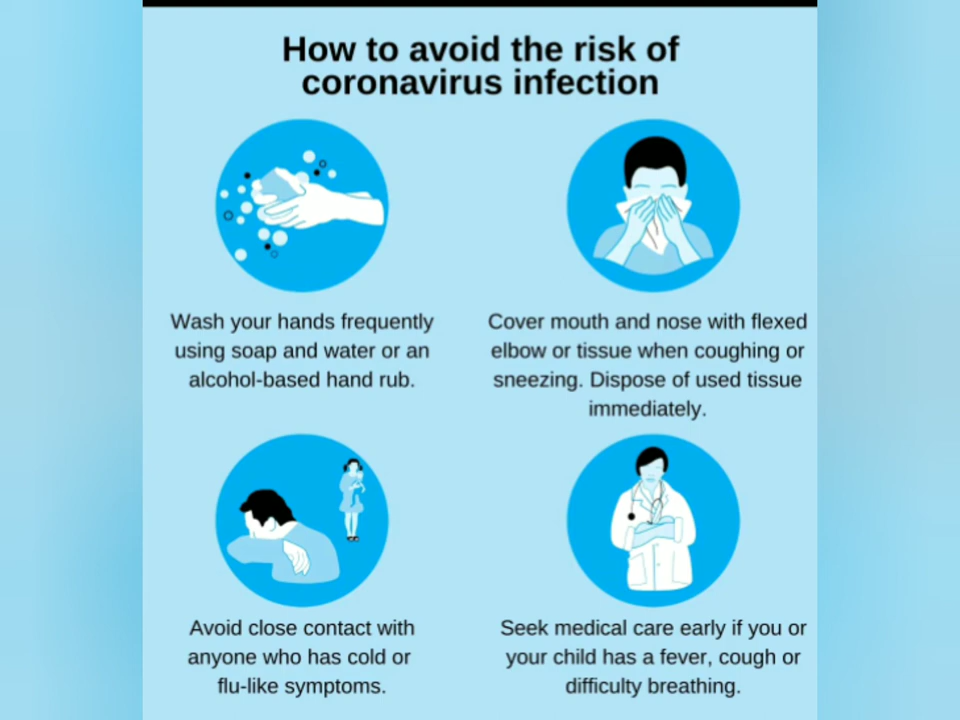 How to avoid the risk of
coronavirus infection
Wash your hands frequently
using soap and water or an
alcohol-based hand rub.
Cover mouth and nose with flexed
elbow or tissue when coughing or
sneezing. Dispose of used tissue
immediately.
Avoid close contact with
anyone who has cold or
flu-like symptoms.
Seek medical care early if you or
your child has a fever, cough or
difficulty breathing.